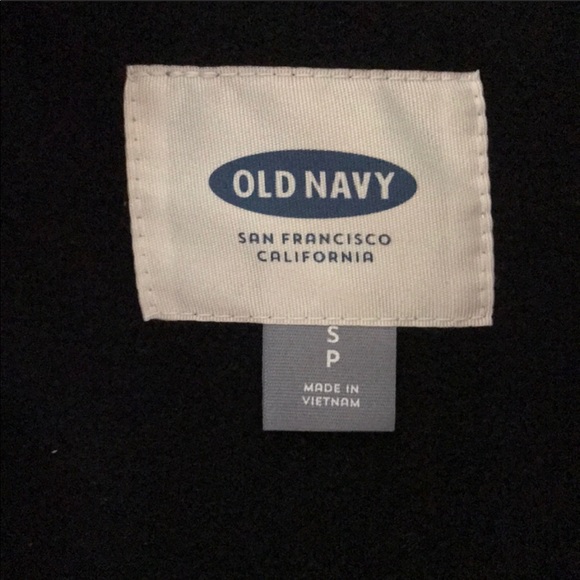 OLD NAVY
SAN FRANCISCO
CALIFORNIA
S
P
MADE IN
VIETNAM